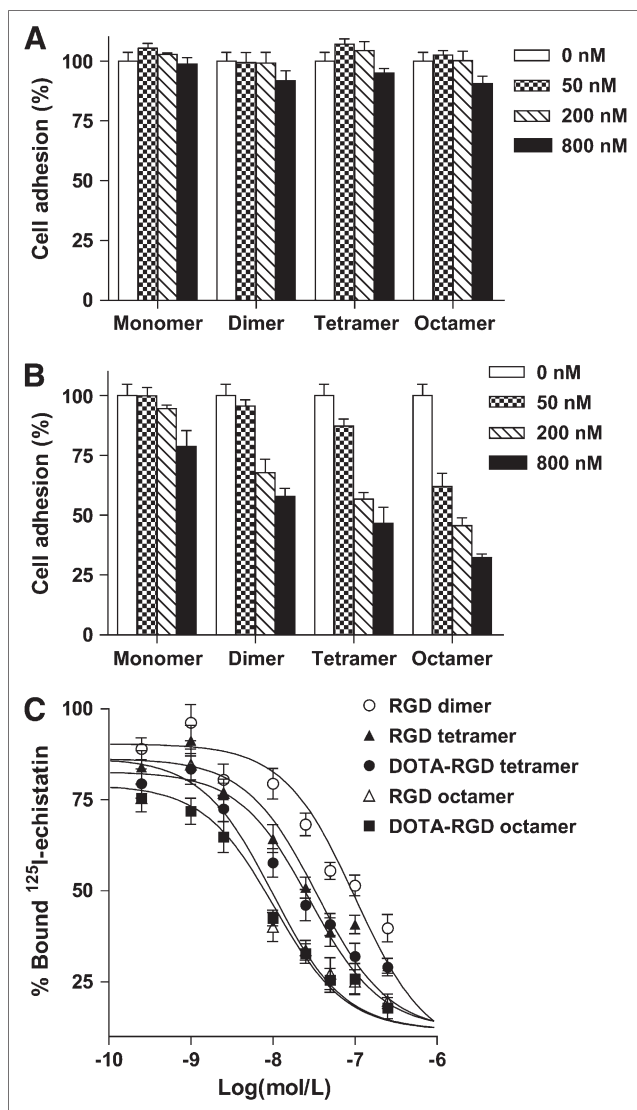 A
100
75
50
25
0
Cell adhesion (%)
Monomer Dimer Tetramer Octamer
0 nM
50 nM
200 nM
800 nM
B
100
75
50
25
0
Cell adhesion (%)
Monomer Dimer Tetramer Octamer
0 nM
50 nM
200 nM
800 nM
C
100
75
50
25
% Bound ¹²⁵I-echistatin
-10 -9 -8 -7 -6
Log(mol/L)
RGD dimer
RGD tetramer
DOTA-RGD tetramer
RGD octamer
DOTA-RGD octamer